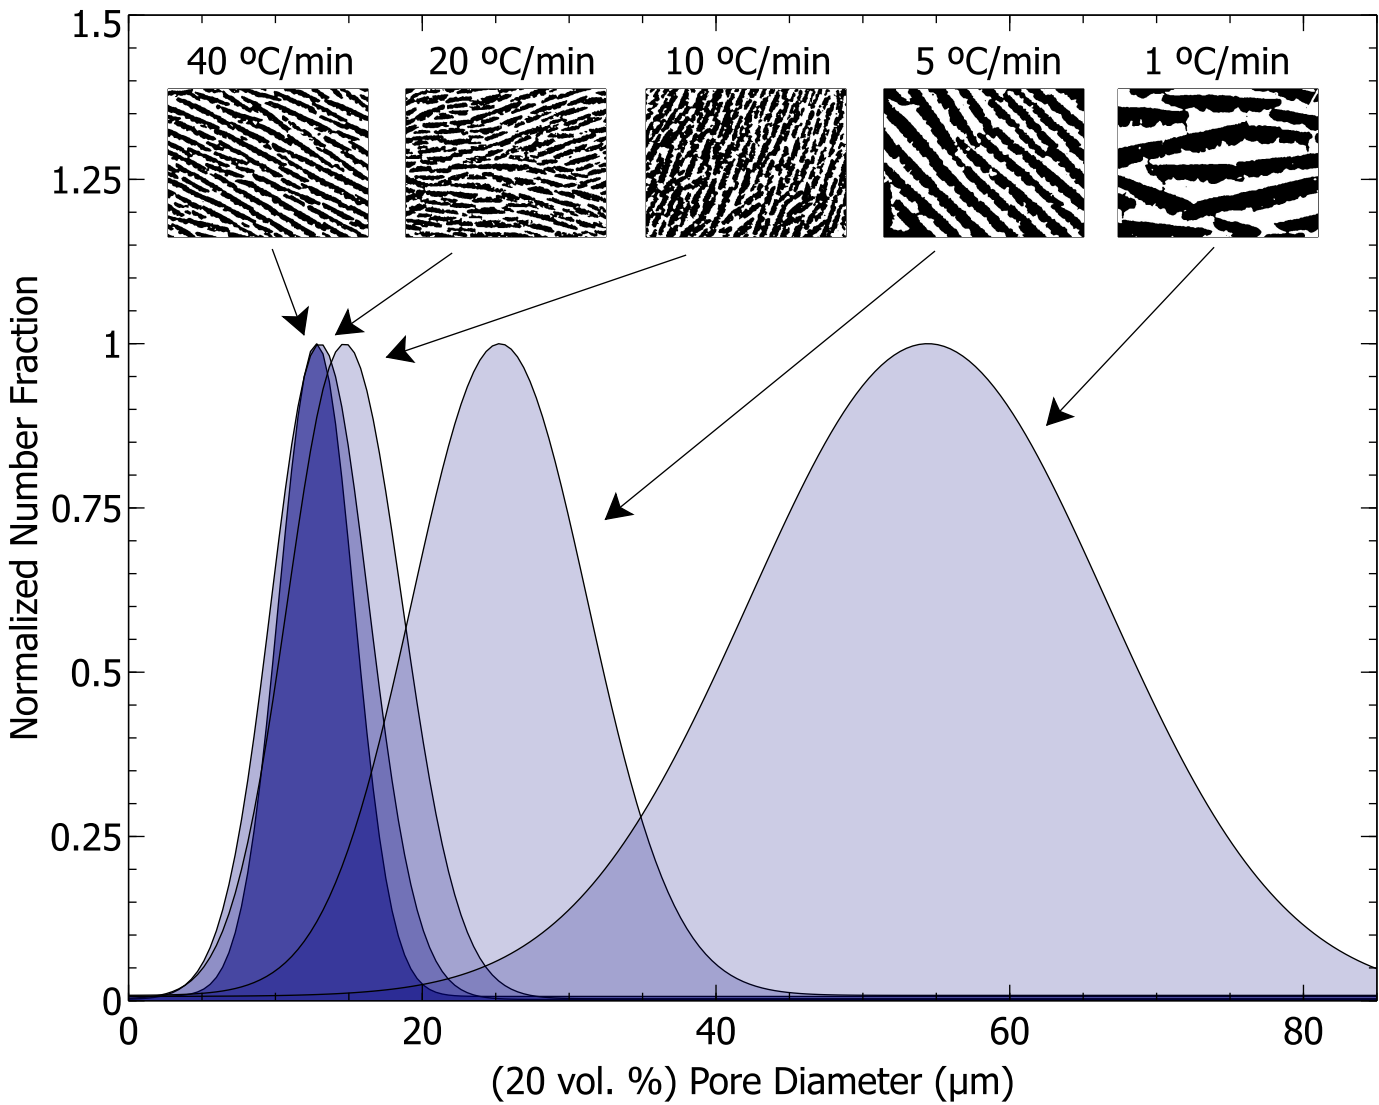 1.5
40 ºC/min 20 ºC/min 10 ºC/min 5 ºC/min 1 ºC/min
1.25
1
0.75
0.5
0.25
0
Normalized Number Fraction
0 20 40 60 80
(20 vol. %) Pore Diameter (µm)